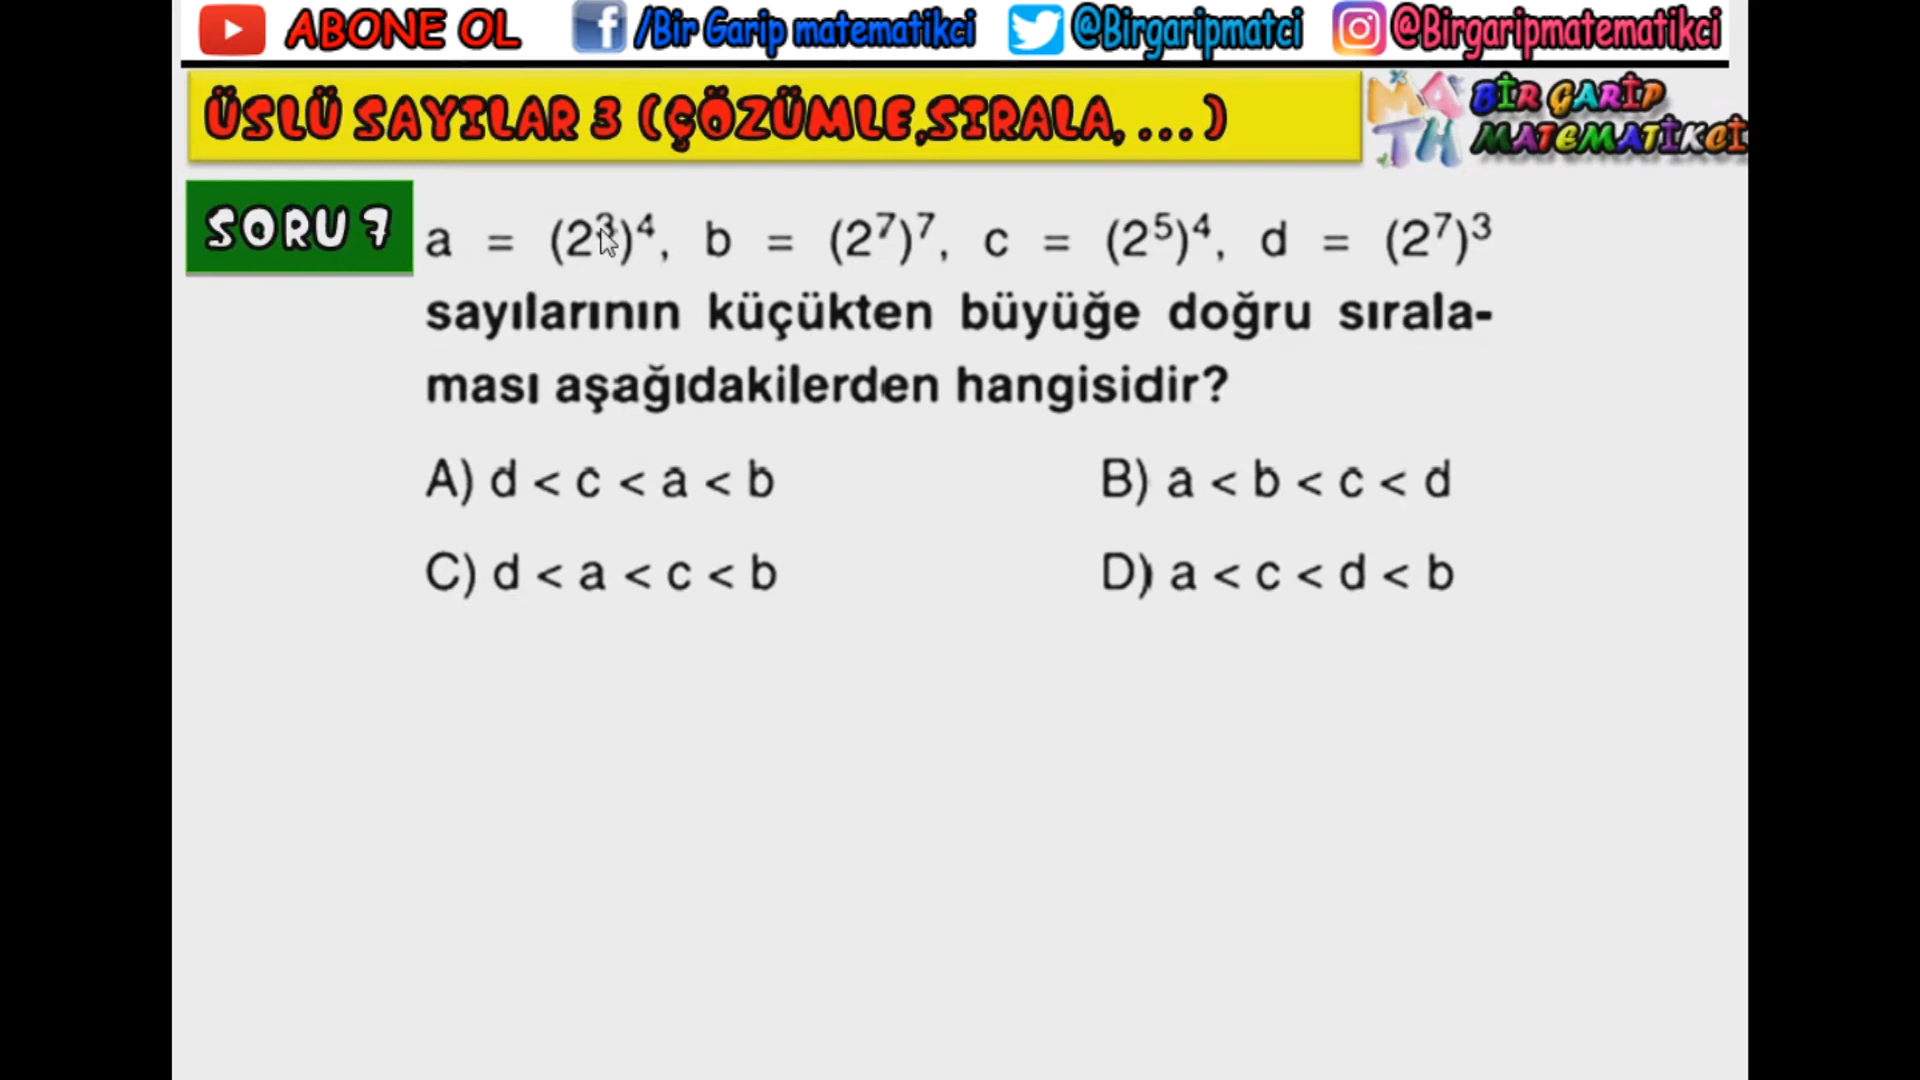 ABONE OL /Bir Garip matematikci @Birgaripmatci @Birgaripmatematikci
ÜSLÜ SAYILAR 3 (ÇÖZÜMLE,SIRALA, ...)
MATH BİR GARİP
MATEMATİKCİ
SORU 7
a = (2³)⁴, b = (2⁷)⁷, c = (2⁵)⁴, d = (2⁷)³
sayılarının küçükten büyüğe doğru sırala-
ması aşağıdakilerden hangisidir?
A) d < c < a < b B) a < b < c < d
C) d < a < c < b D) a < c < d < b